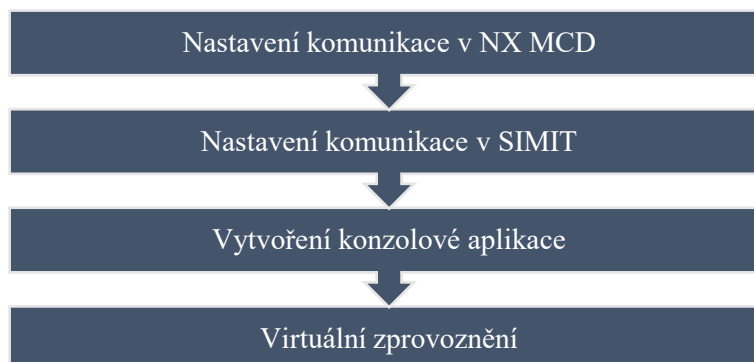 Nastavení komunikace v NX MCD
Nastavení komunikace v SIMIT
Vytvoření konzolové aplikace
Virtuální zprovoznění